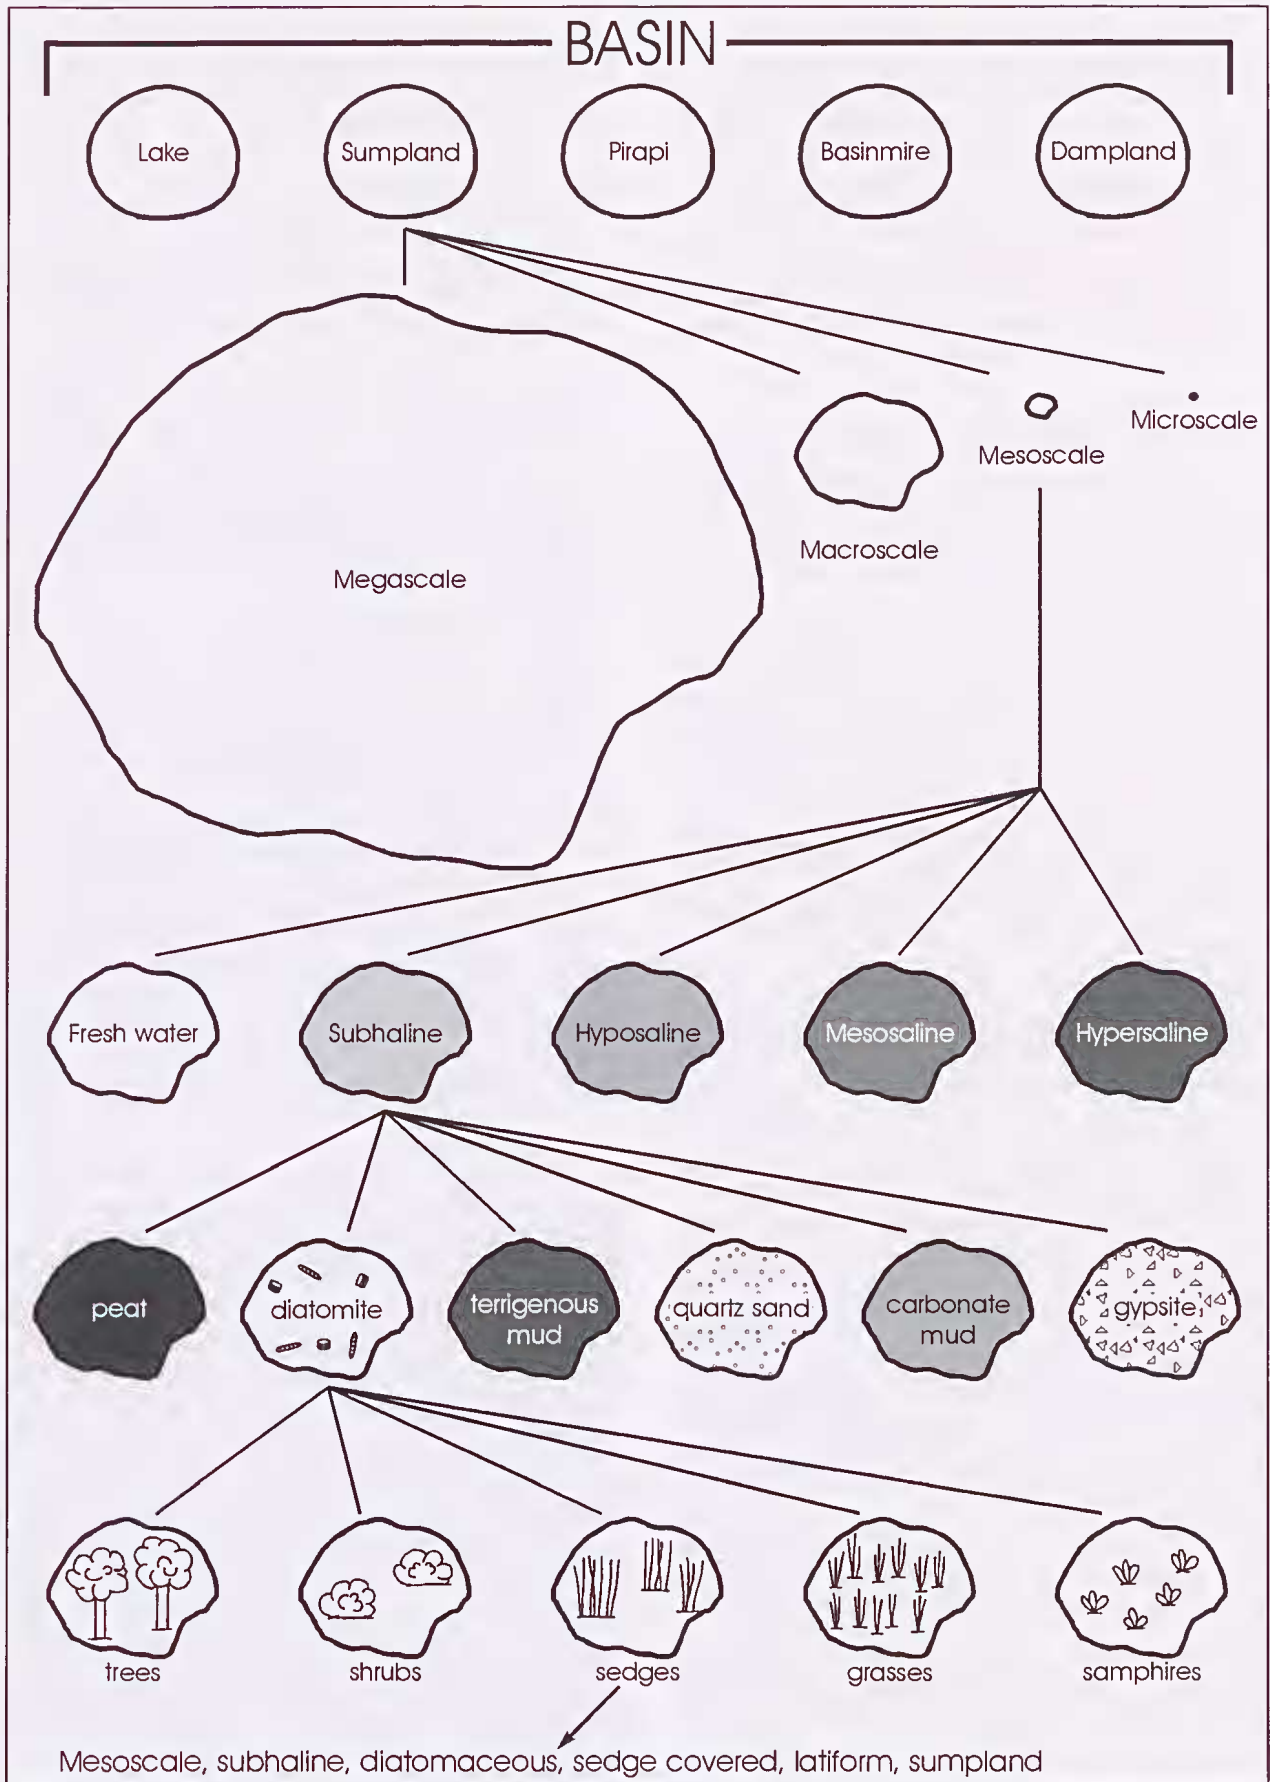 BASIN
Lake
Sumpland
Pirapi
Basinmire
Dampland
Microscale
Mesoscale
Macroscale
Megascale
Fresh water
Subhaline
Hyposaline
Mesosaline
Hypersaline
peat
diatomite
terrigenous
mud
quartz sand
carbonate
mud
gypsite
trees
shrubs
sedges
grasses
samphires
Mesoscale, subhaline, diatomaceous, sedge covered, latiform, sumpland